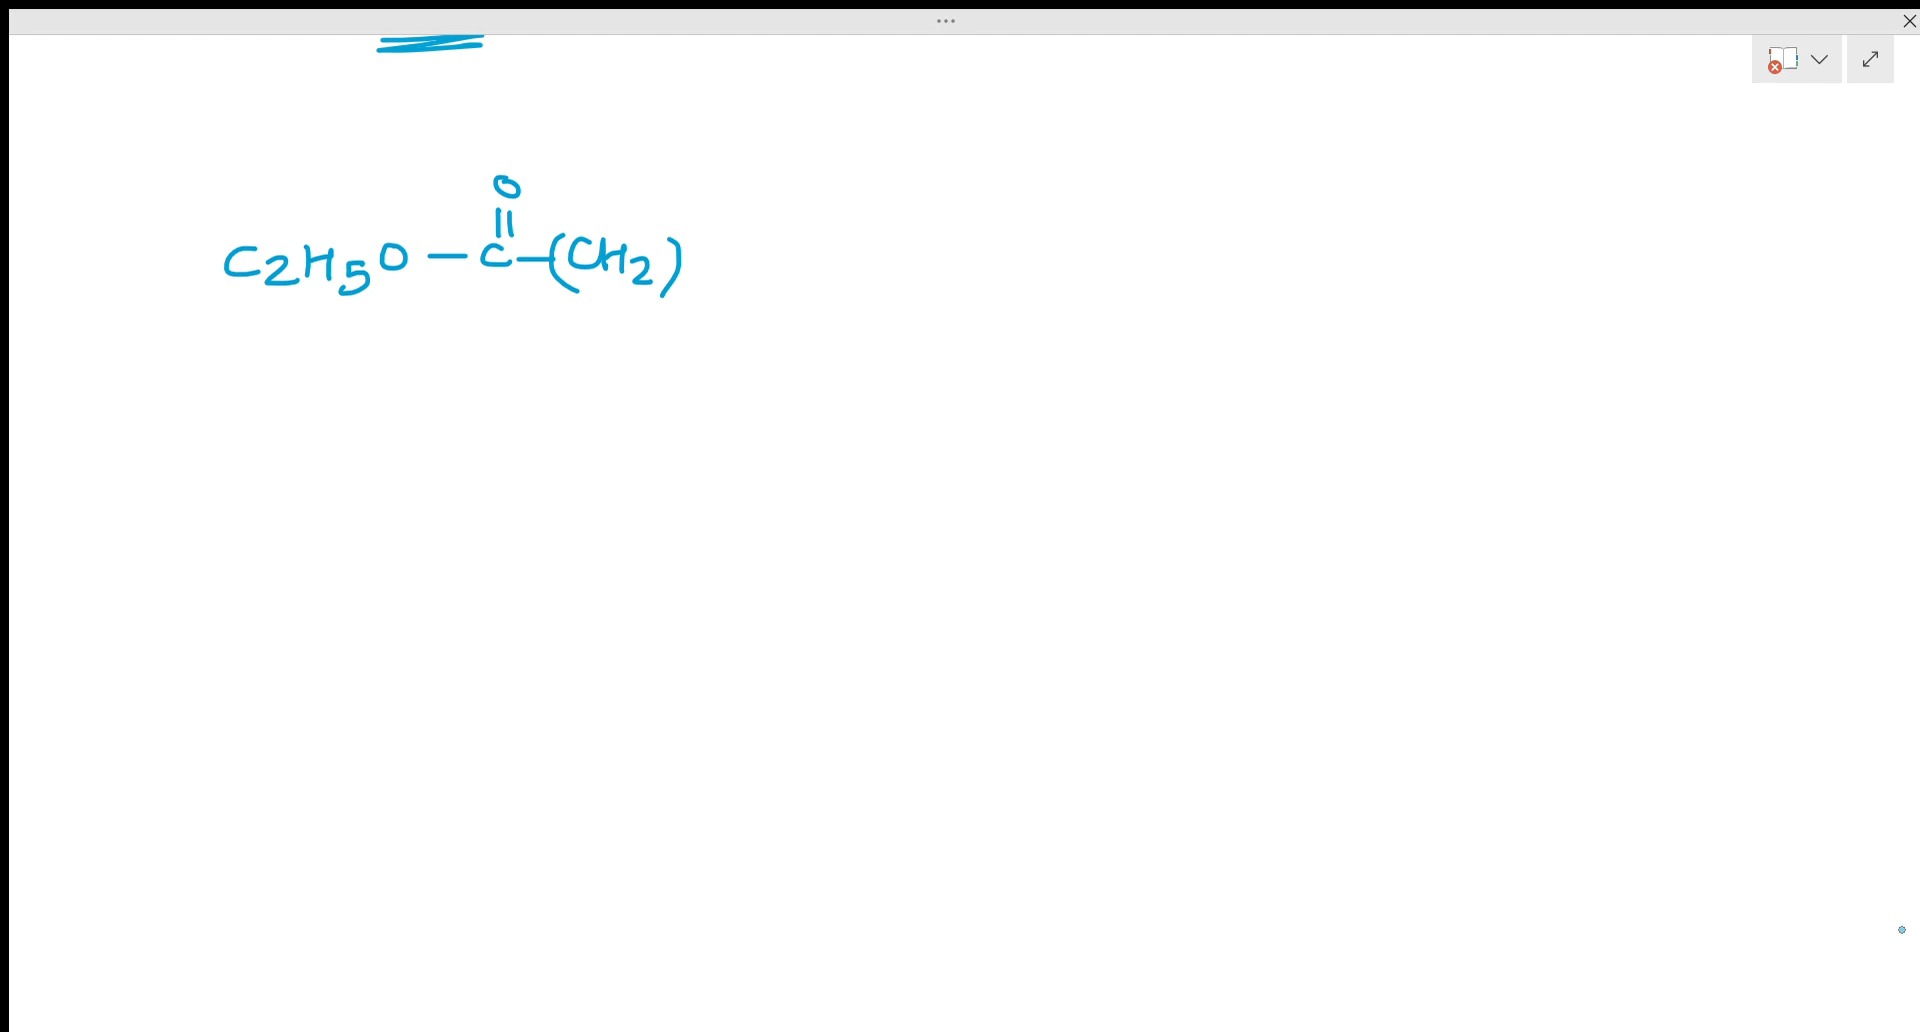 O
C2H5O — C — (CH2)